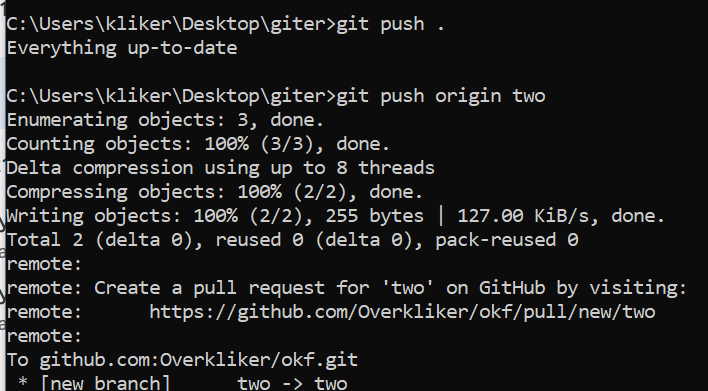 C:\Users\kliker\Desktop\giter>git push .
Everything up-to-date
C:\Users\kliker\Desktop\giter>git push origin two
Enumerating objects: 3, done.
Counting objects: 100% (3/3), done.
Delta compression using up to 8 threads
Compressing objects: 100% (2/2), done.
Writing objects: 100% (2/2), 255 bytes | 127.00 KiB/s, done.
Total 2 (delta 0), reused 0 (delta 0), pack-reused 0
remote:
remote: Create a pull request for 'two' on GitHub by visiting:
remote:      https://github.com/Overkliker/okf/pull/new/two
remote:
To github.com:Overkliker/okf.git
 * [new branch]      two -> two